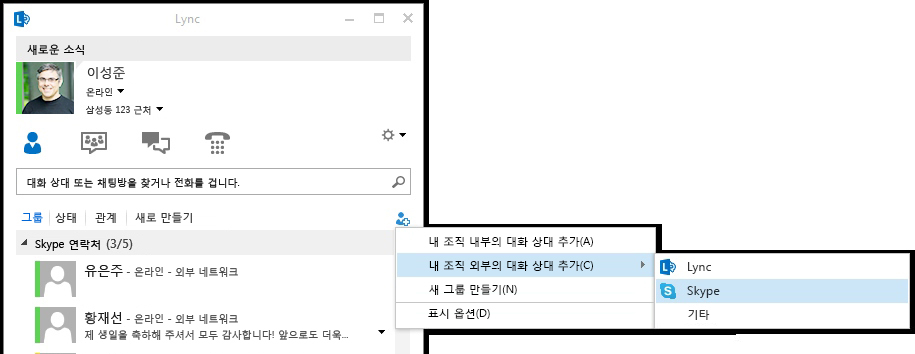 Lync
새로운 소식
이성준
온라인
삼성동 123 근처
대화 상대 또는 채팅방을 찾거나 전화를 겁니다.
그룹 상태 관계 새로 만들기
Skype 연락처 (3/5)
유은주 - 온라인 - 외부 네트워크
황재선 - 온라인 - 외부 네트워크
제 생일을 축하해 주셔서 모두 감사합니다! 앞으로도 더욱...
내 조직 내부의 대화 상대 추가(A)
내 조직 외부의 대화 상대 추가(C)
새 그룹 만들기(N)
표시 옵션(D)
Lync
Skype
기타